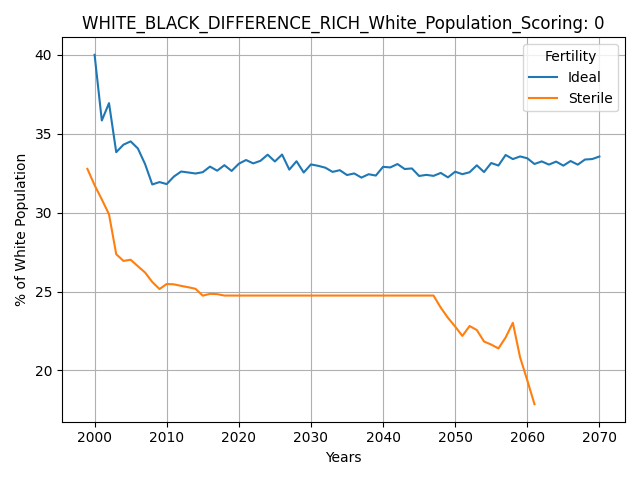 WHITE_BLACK_DIFFERENCE_RICH_White_Population_Scoring: 0
Fertility
Ideal
Sterile
40
35
30
25
20
% of White Population
2000 2010 2020 2030 2040 2050 2060 2070
Years